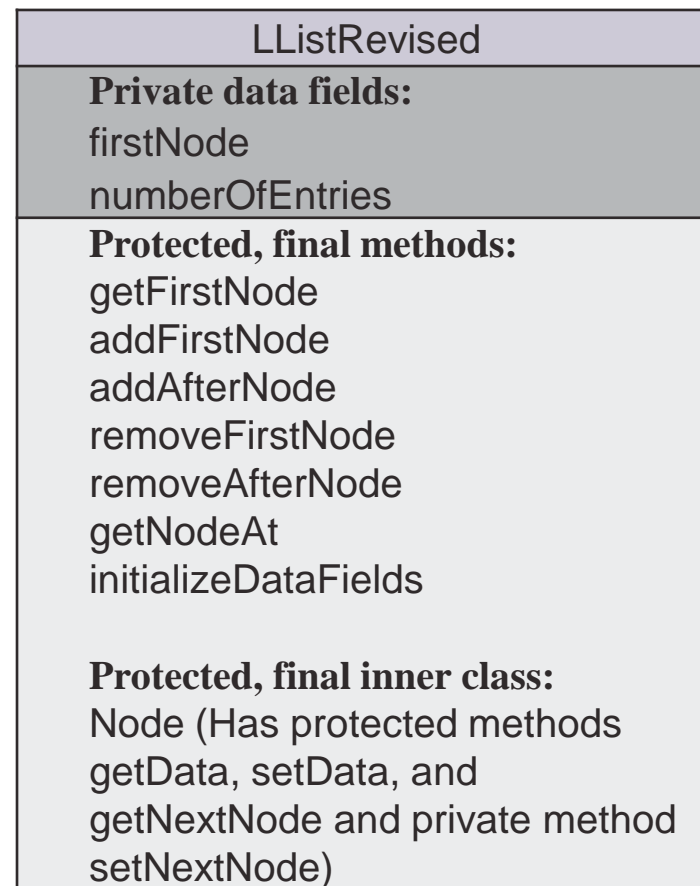 LListRevised
Private data fields:
firstNode
numberOfEntries
Protected, final methods:
getFirstNode
addFirstNode
addAfterNode
removeFirstNode
removeAfterNode
getNodeAt
initializeDataFields
Protected, final inner class:
Node (Has protected methods
getData, setData, and
getNextNode and private method
setNextNode)